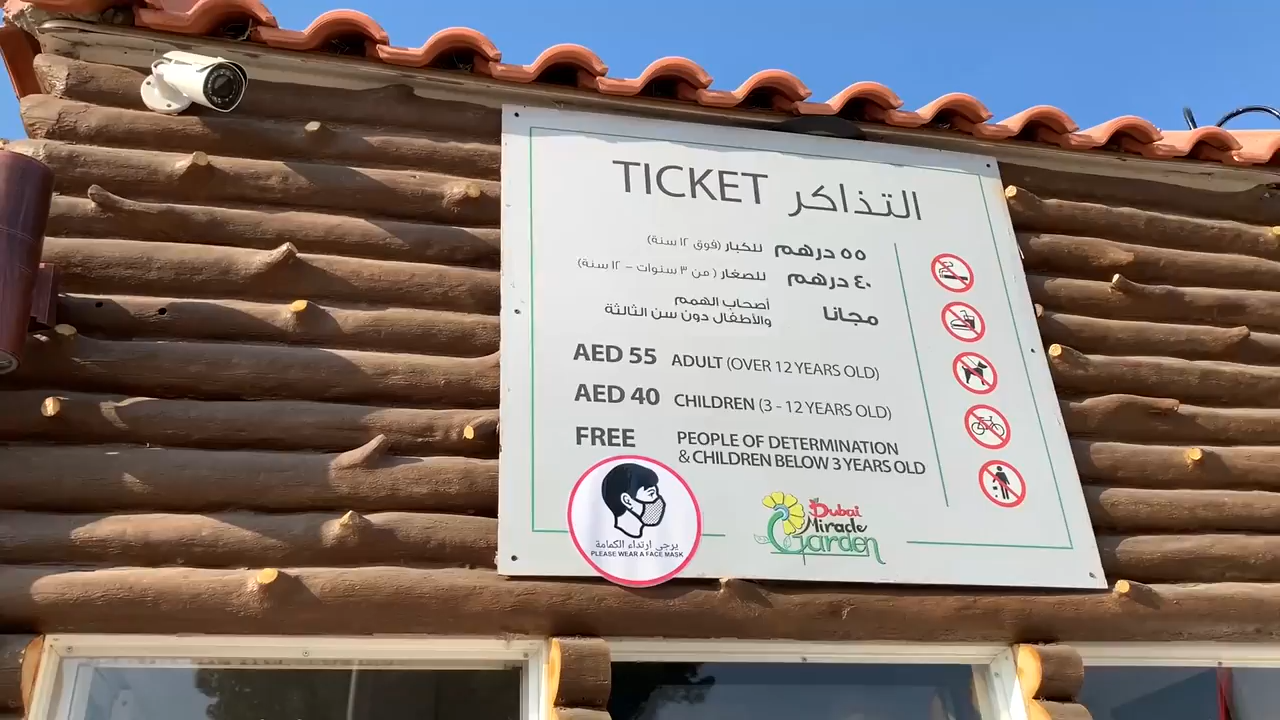 TICKET التذاكر
٥٥ درهم للكبار (فوق ١٢ سنة)
٤٠ درهم للصغار (من ٣ سنوات - ١٢ سنة)
مجانا أصحاب الهمم
والأطفال دون سن الثالثة
AED 55 ADULT (OVER 12 YEARS OLD)
AED 40 CHILDREN (3 - 12 YEARS OLD)
FREE PEOPLE OF DETERMINATION
& CHILDREN BELOW 3 YEARS OLD
يرجى ارتداء الكمامة
PLEASE WEAR A FACE MASK
Dubai
Miracle
Garden